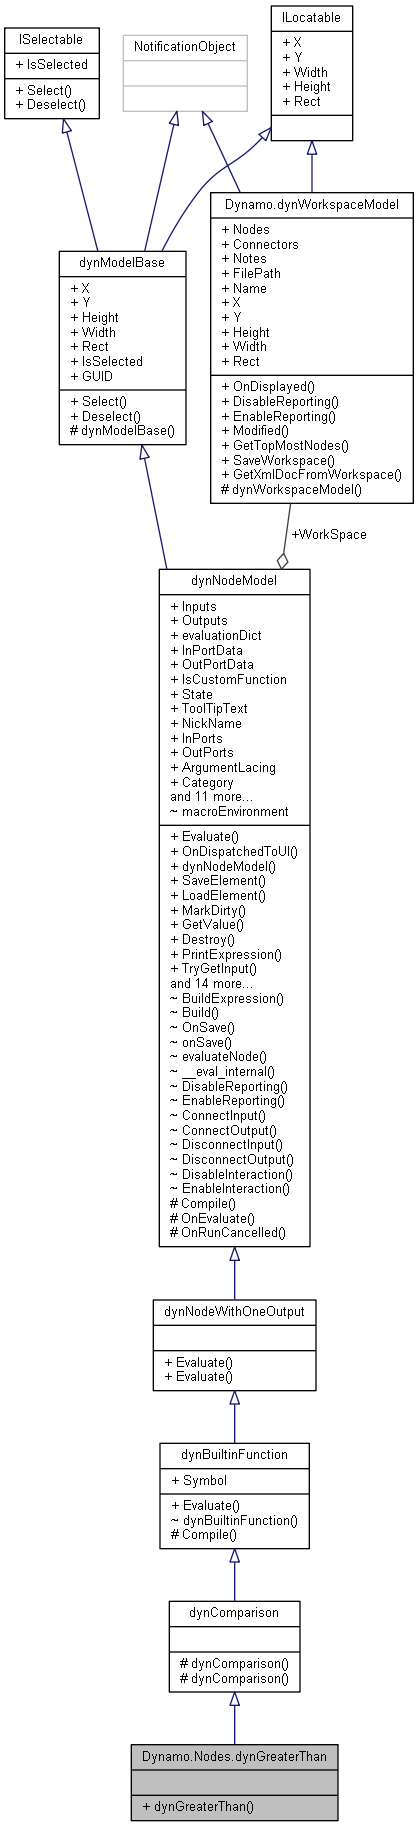 ISelectable
+ IsSelected
+ Select()
+ Deselect()
NotificationObject
ILocatable
+ X
+ Y
+ Width
+ Height
+ Rect
dynModelBase
+ X
+ Y
+ Height
+ Width
+ Rect
+ IsSelected
+ GUID
+ Select()
+ Deselect()
# dynModelBase()
Dynamo.dynWorkspaceModel
+ Nodes
+ Connectors
+ Notes
+ FilePath
+ Name
+ X
+ Y
+ Height
+ Width
+ Rect
+ OnDisplayed()
+ DisableReporting()
+ EnableReporting()
+ Modified()
+ GetTopMostNodes()
+ SaveWorkspace()
+ GetXmlDocFromWorkspace()
# dynWorkspaceModel()
+WorkSpace
dynNodeModel
+ Inputs
+ Outputs
+ evaluationDict
+ InPortData
+ OutPortData
+ IsCustomFunction
+ State
+ ToolTipText
+ NickName
+ InPorts
+ OutPorts
+ ArgumentLacing
+ Category
and 11 more...
~ macroEnvironment
+ Evaluate()
+ OnDispatchedToUI()
+ dynNodeModel()
+ SaveElement()
+ LoadElement()
+ MarkDirty()
+ GetValue()
+ Destroy()
+ PrintExpression()
+ TryGetInput()
and 14 more...
~ BuildExpression()
~ Build()
~ OnSave()
~ onSave()
~ evaluateNode()
~ __eval_internal()
~ DisableReporting()
~ EnableReporting()
~ ConnectInput()
~ ConnectOutput()
~ DisconnectInput()
~ DisconnectOutput()
~ DisableInteraction()
~ EnableInteraction()
# Compile()
# OnEvaluate()
# OnRunCancelled()
dynNodeWithOneOutput
+ Evaluate()
+ Evaluate()
dynBuiltinFunction
+ Symbol
+ Evaluate()
~ dynBuiltinFunction()
# Compile()
dynComparison
# dynComparison()
# dynComparison()
Dynamo.Nodes.dynGreaterThan
+ dynGreaterThan()